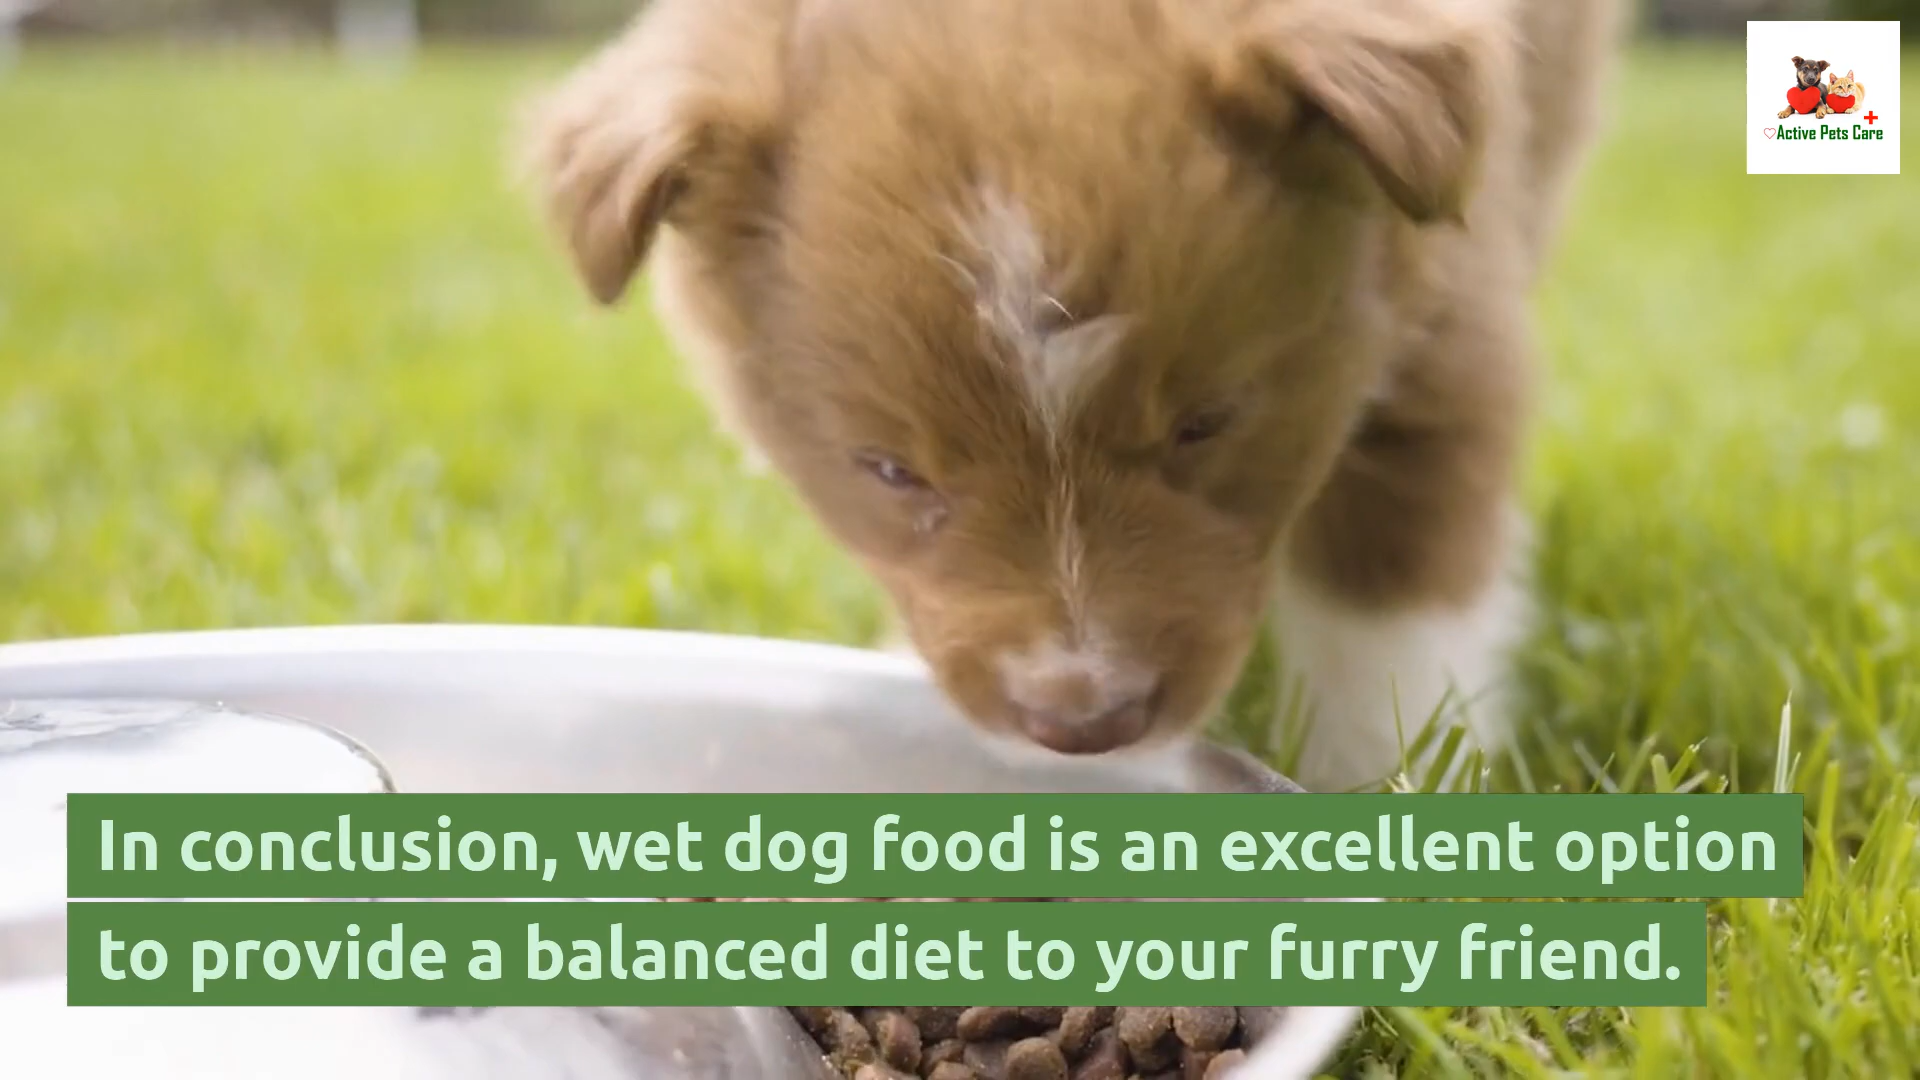 Active Pets Care
In conclusion, wet dog food is an excellent option
to provide a balanced diet to your furry friend.